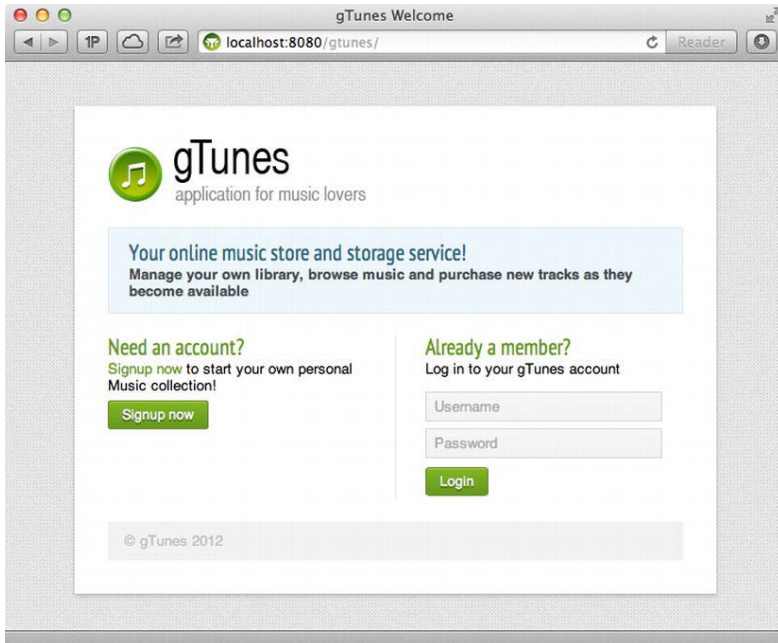 gTunes Welcome
1P
localhost:8080/gtunes/
Reader
gTunes
application for music lovers
Your online music store and storage service!
Manage your own library, browse music and purchase new tracks as they
become available
Need an account?
Signup now to start your own personal
Music collection!
Signup now
Already a member?
Log in to your gTunes account
Username
Password
Login
© gTunes 2012